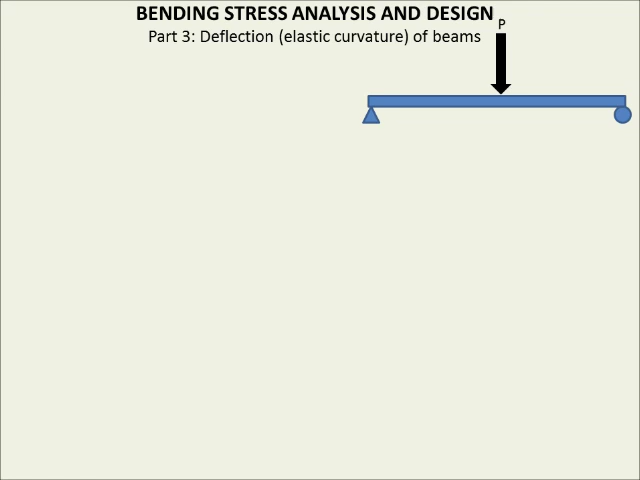 BENDING STRESS ANALYSIS AND DESIGN
Part 3: Deflection (elastic curvature) of beams
P